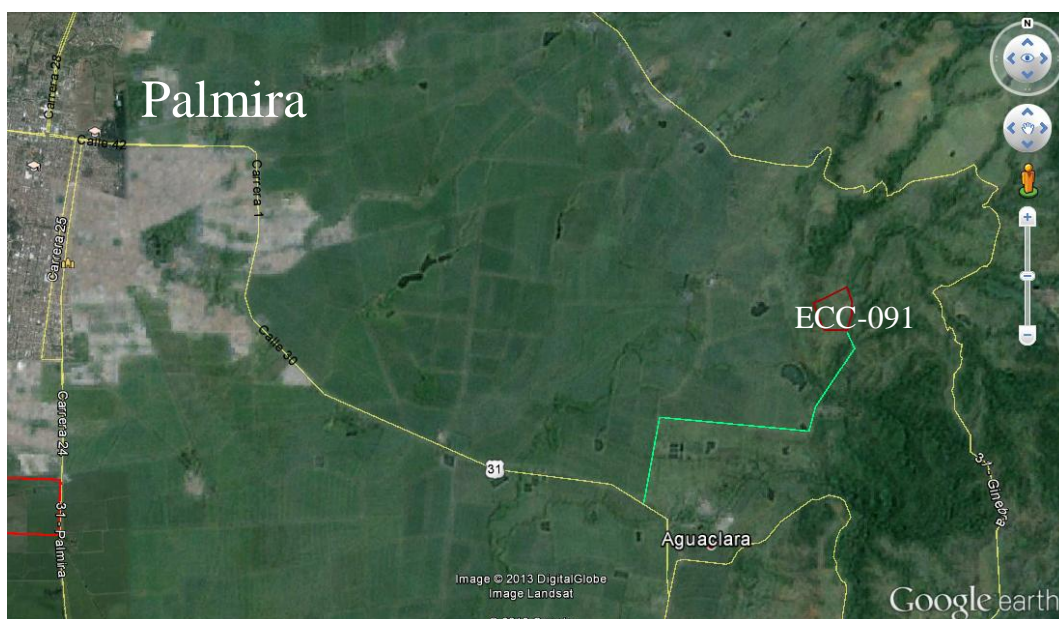 N
Carrera 28
Palmira
Calle 42
Carrera 1
Carrera 25
ECC-091
Calle 30
Carrera 24
31
31--Ginebra
31--Palmira
Aguaclara
Image © 2013 DigitalGlobe
Image Landsat
Google earth